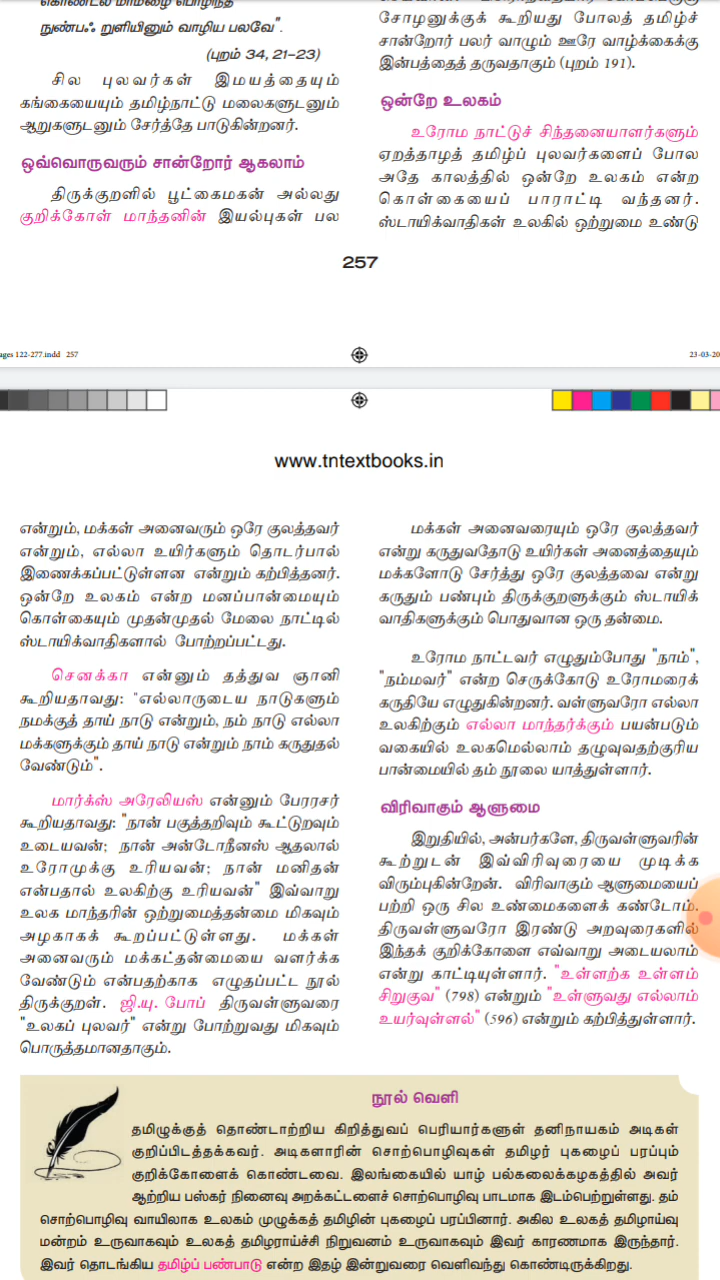 கொண்டல் மாமழை பொழிந்த
நுண்பஃ றுளியினும் வாழிய பலவே".
(புறம் 34, 21–23)
சில புலவர்கள் இமயத்தையும்
கங்கையையும் தமிழ்நாட்டு மலைகளுடனும்
ஆறுகளுடனும் சேர்த்தே பாடுகின்றனர்.
ஒவ்வொருவரும் சான்றோர் ஆகலாம்
திருக்குறளில் பூட்கைமகன் அல்லது
குறிக்கோள் மாந்தனின் இயல்புகள் பல
சோழனுக்குக் கூறியது போலத் தமிழ்ச்
சான்றோர் பலர் வாழும் ஊரே வாழ்க்கைக்கு
இன்பத்தைத் தருவதாகும் (புறம் 191).
ஒன்றே உலகம்
உரோம நாட்டுச் சிந்தனையாளர்களும்
ஏறத்தாழத் தமிழ்ப் புலவர்களைப் போல
அதே காலத்தில் ஒன்றே உலகம் என்ற
கொள்கையைப் பாராட்டி வந்தனர்.
ஸ்டாயிக்வாதிகள் உலகில் ஒற்றுமை உண்டு
257
ages 122-277.indd 257
23-03-20
www.tntextbooks.in
என்றும், மக்கள் அனைவரும் ஒரே குலத்தவர்
என்றும், எல்லா உயிர்களும் தொடர்பால்
இணைக்கப்பட்டுள்ளன என்றும் கற்பித்தனர்.
ஒன்றே உலகம் என்ற மனப்பான்மையும்
கொள்கையும் முதன்முதல் மேலை நாட்டில்
ஸ்டாயிக்வாதிகளால் போற்றப்பட்டது.
செனக்கா என்னும் தத்துவ ஞானி
கூறியதாவது: "எல்லாருடைய நாடுகளும்
நமக்குத் தாய் நாடு என்றும், நம் நாடு எல்லா
மக்களுக்கும் தாய் நாடு என்றும் நாம் கருதுதல்
வேண்டும்".
மார்க்ஸ் அரேலியஸ் என்னும் பேரரசர்
கூறியதாவது: "நான் பகுத்தறிவும் கூட்டுறவும்
உடையவன்; நான் அன்டோநீனஸ் ஆதலால்
உரோமுக்கு உரியவன்; நான் மனிதன்
என்பதால் உலகிற்கு உரியவன்" இவ்வாறு
உலக மாந்தரின் ஒற்றுமைத்தன்மை மிகவும்
அழகாகக் கூறப்பட்டுள்ளது. மக்கள்
அனைவரும் மக்கட்தன்மையை வளர்க்க
வேண்டும் என்பதற்காக எழுதப்பட்ட நூல்
திருக்குறள். ஜி.யு. போப் திருவள்ளுவரை
"உலகப் புலவர்" என்று போற்றுவது மிகவும்
பொருத்தமானதாகும்.
மக்கள் அனைவரையும் ஒரே குலத்தவர்
என்று கருதுவதோடு உயிர்கள் அனைத்தையும்
மக்களோடு சேர்த்து ஒரே குலத்தவை என்று
கருதும் பண்பும் திருக்குறளுக்கும் ஸ்டாயிக்
வாதிகளுக்கும் பொதுவான ஒரு தன்மை.
உரோம நாட்டவர் எழுதும்போது "நாம்",
"நம்மவர்" என்ற செருக்கோடு உரோமரைக்
கருதியே எழுதுகின்றனர். வள்ளுவரோ எல்லா
உலகிற்கும் எல்லா மாந்தர்க்கும் பயன்படும்
வகையில் உலகமெல்லாம் தழுவுவதற்குரிய
பான்மையில் தம் நூலை யாத்துள்ளார்.
விரிவாகும் ஆளுமை
இறுதியில், அன்பர்களே, திருவள்ளுவரின்
கூற்றுடன் இவ்விரிவுரையை முடிக்க
விரும்புகின்றேன். விரிவாகும் ஆளுமையைப்
பற்றி ஒரு சில உண்மைகளைக் கண்டோம்.
திருவள்ளுவரோ இரண்டு அறவுரைகளில்
இந்தக் குறிக்கோளை எவ்வாறு அடையலாம்
என்று காட்டியுள்ளார். "உள்ளற்க உள்ளம்
சிறுகுவ" (798) என்றும் "உள்ளுவது எல்லாம்
உயர்வுள்ளல்" (596) என்றும் கற்பித்துள்ளார்.
நூல் வெளி
தமிழுக்குத் தொண்டாற்றிய கிறித்துவப் பெரியார்களுள் தனிநாயகம் அடிகள்
குறிப்பிடத்தக்கவர். அடிகளாரின் சொற்பொழிவுகள் தமிழர் புகழைப் பரப்பும்
குறிக்கோளைக் கொண்டவை. இலங்கையில் யாழ் பல்கலைக்கழகத்தில் அவர்
ஆற்றிய பஸ்கர் நினைவு அறக்கட்டளைச் சொற்பொழிவு பாடமாக இடம்பெற்றுள்ளது. தம்
சொற்பொழிவு வாயிலாக உலகம் முழுக்கத் தமிழின் புகழைப் பரப்பினார். அகில உலகத் தமிழாய்வு
மன்றம் உருவாகவும் உலகத் தமிழராய்ச்சி நிறுவனம் உருவாகவும் இவர் காரணமாக இருந்தார்.
இவர் தொடங்கிய தமிழ்ப் பண்பாடு என்ற இதழ் இன்றுவரை வெளிவந்து கொண்டிருக்கிறது.